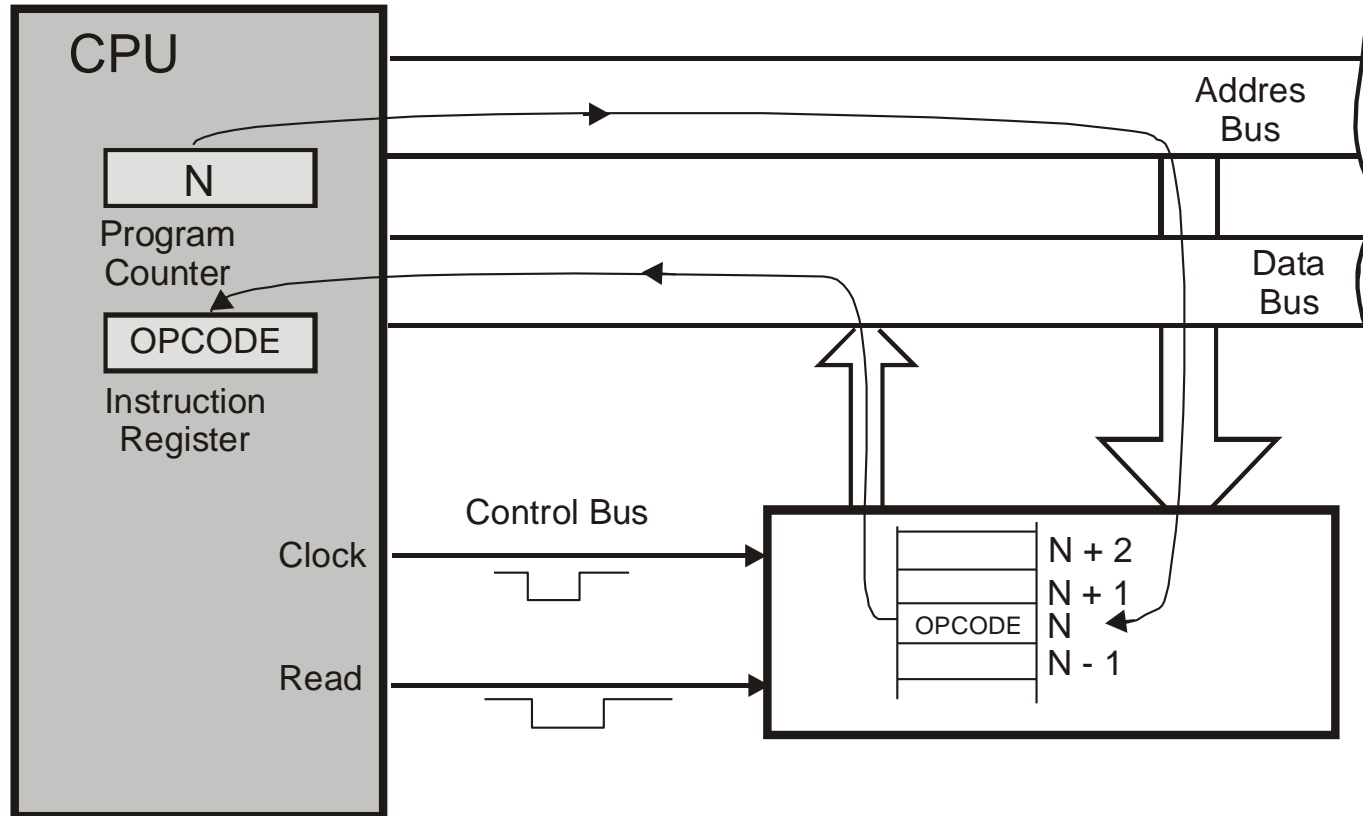 CPU
Addres
Bus
N
Program
Counter
Data
Bus
OPCODE
Instruction
Register
Control Bus
Clock
N + 2
N + 1
OPCODE
N
N - 1
Read